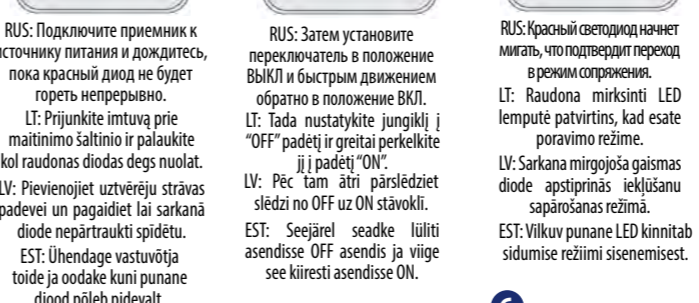 RUS: Подключите приемник к
источнику питания и дождитесь,
пока красный диод не будет
гореть непрерывно.
LT: Prijunkite imtuvą prie
maitinimo šaltinio ir palaukite
kol raudonas diodas degs nuolat.
LV: Pievienojiet uztvērēju strāvas
padevei un pagaidiet lai sarkanā
diode nepārtraukti spīdētu.
EST: Ühendage vastuvõtja
toide ja oodake kuni punane
diood põleb pidevalt.
RUS: Затем установите
переключатель в положение
ВЫКЛ и быстрым движением
обратно в положение ВКЛ.
LT: Tada nustatykite jungiklį į
“OFF” padėtį ir greitai perkelkite
jį į padėtį “ON”.
LV: Pēc tam ātri pārslēdziet
slēdzi no OFF uz ON stāvoklī.
EST: Seejärel seadke lüliti
asendisse OFF asendis ja viige
see kiiresti asendisse ON.
RUS: Красный светодиод начнет
мигать, что подтвердит переход
в режим сопряжения.
LT: Raudona mirksinti LED
lemputė patvirtins, kad esate
poravimo režime.
LV: Sarkana mirgojoša gaismas
diode apstiprinās iekļūšanu
sapārošanas režīmā.
EST: Vilkuv punane LED kinnitab
sidumise režiimi sisenemisest.